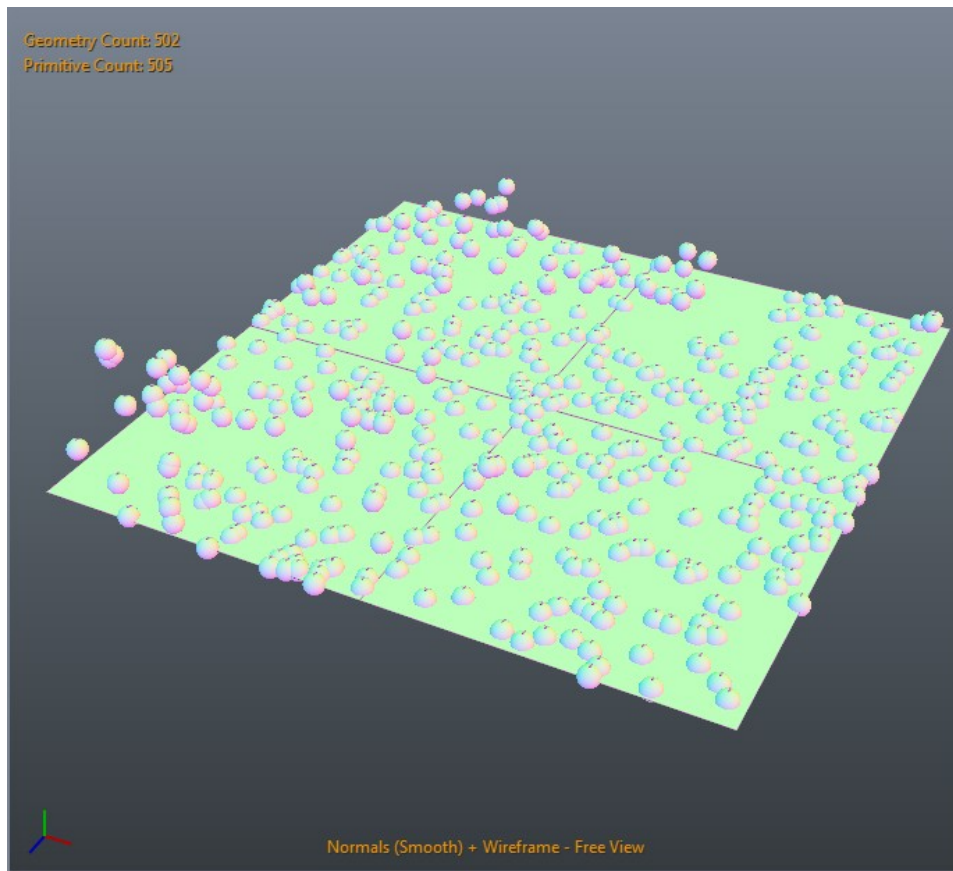 Geometry Count: 502
Primitive Count: 505
Normals (Smooth) + Wireframe - Free View